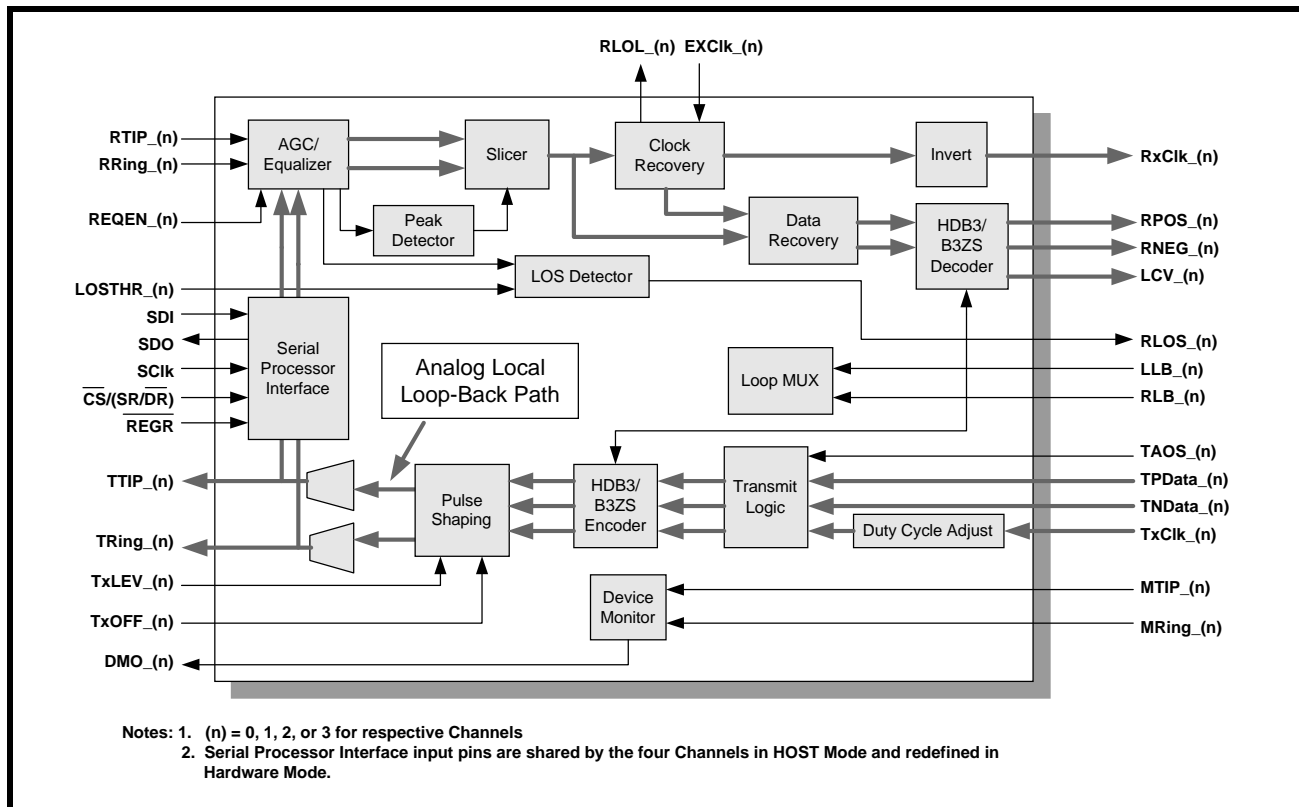 RLOL_(n) EXClk_(n)
RTIP_(n)
RRing_(n)
REQEN_(n)
LOSTHR_(n)
SDI
SDO
SClk
CS/(SR/DR)
REGR
TTIP_(n)
TRing_(n)
TxLEV_(n)
TxOFF_(n)
DMO_(n)
AGC/
Equalizer
Slicer
Clock
Recovery
Invert
Peak
Detector
Data
Recovery
HDB3/
B3ZS
Decoder
LOS Detector
Serial
Processor
Interface
Analog Local
Loop-Back Path
Loop MUX
Pulse
Shaping
HDB3/
B3ZS
Encoder
Transmit
Logic
Duty Cycle Adjust
Device
Monitor
RxClk_(n)
RPOS_(n)
RNEG_(n)
LCV_(n)
RLOS_(n)
LLB_(n)
RLB_(n)
TAOS_(n)
TPData_(n)
TNData_(n)
TxClk_(n)
MTIP_(n)
MRing_(n)
Notes: 1. (n) = 0, 1, 2, or 3 for respective Channels
2. Serial Processor Interface input pins are shared by the four Channels in HOST Mode and redefined in
Hardware Mode.